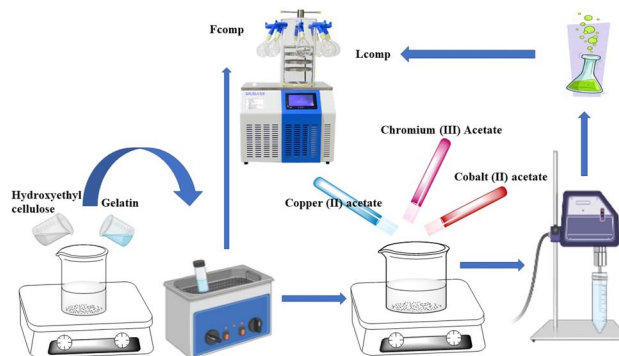 Fcomp
Lcomp
Chromium (III) Acetate
Hydroxyethyl
cellulose
Gelatin
Copper (II) acetate
Cobalt (II) acetate